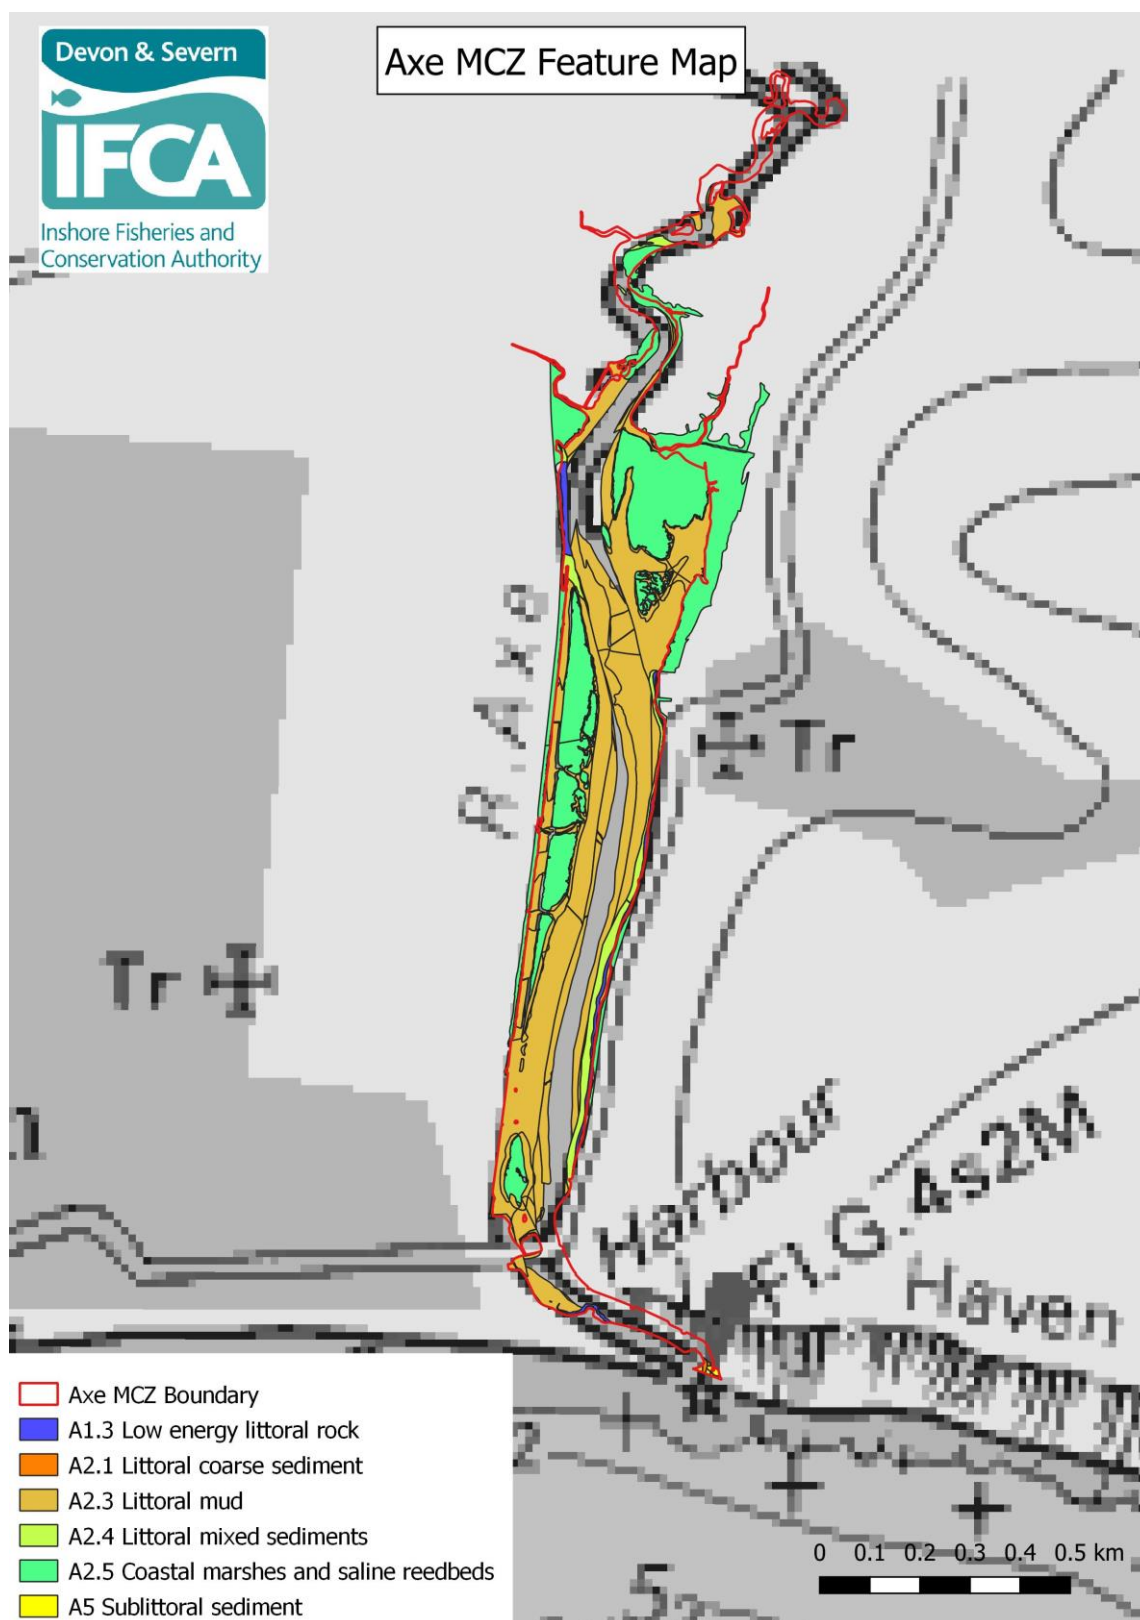 Devon & Severn
IFCA
Inshore Fisheries and
Conservation Authority
Axe MCZ Feature Map
R. Axe
Tr
Tr
n
Harbour
Fl.G.4s2M
Haven
Axe MCZ Boundary
A1.3 Low energy littoral rock
A2.1 Littoral coarse sediment
A2.3 Littoral mud
A2.4 Littoral mixed sediments
A2.5 Coastal marshes and saline reedbeds
A5 Sublittoral sediment
2
5
0 0.1 0.2 0.3 0.4 0.5 km